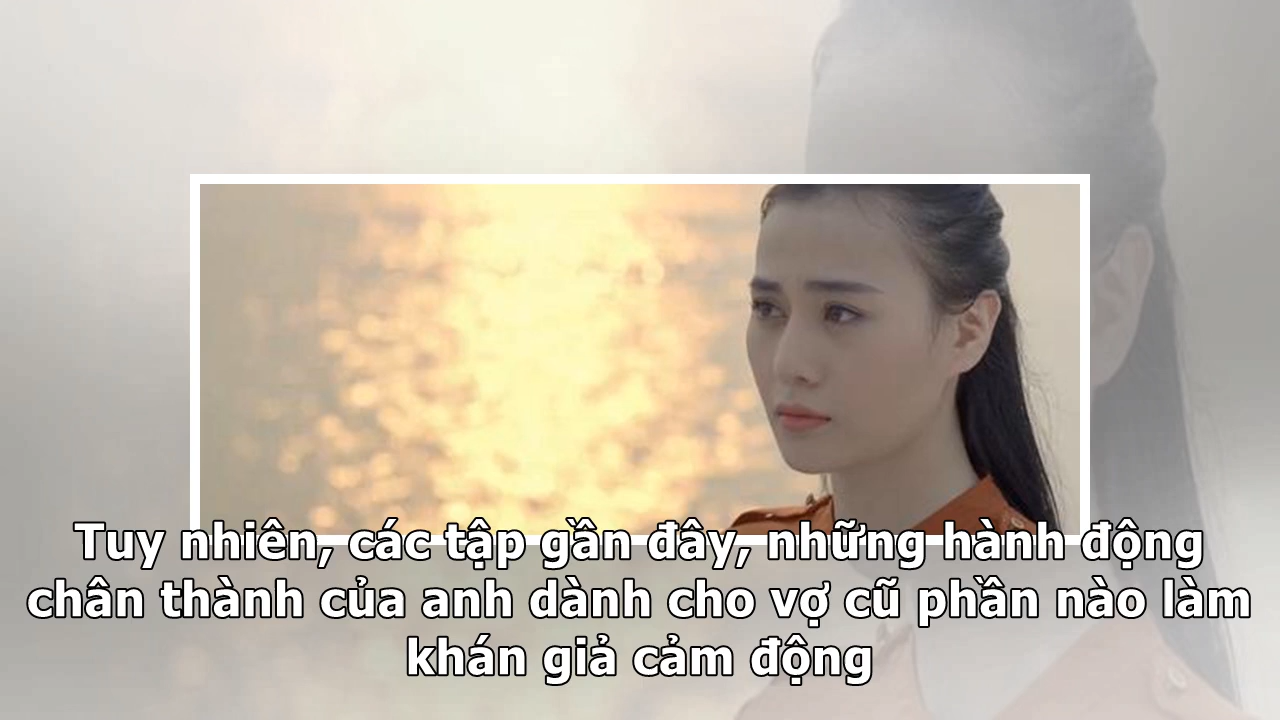 Tuy nhiên, các tập gần đây, những hành động
chân thành của anh dành cho vợ cũ phần nào làm
khán giả cảm động